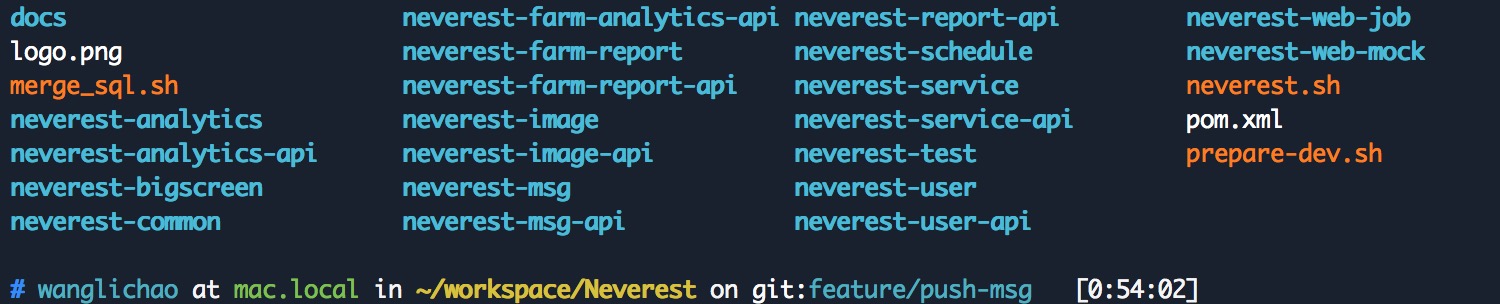 docs neverest-farm-analytics-api neverest-report-api neverest-web-job
logo.png neverest-farm-report neverest-schedule neverest-web-mock
merge_sql.sh neverest-farm-report-api neverest-service neverest.sh
neverest-analytics neverest-image neverest-service-api pom.xml
neverest-analytics-api neverest-image-api neverest-test prepare-dev.sh
neverest-bigscreen neverest-msg neverest-user
neverest-common neverest-msg-api neverest-user-api
# wanglichao at mac.local in ~/workspace/Neverest on git:feature/push-msg [0:54:02]